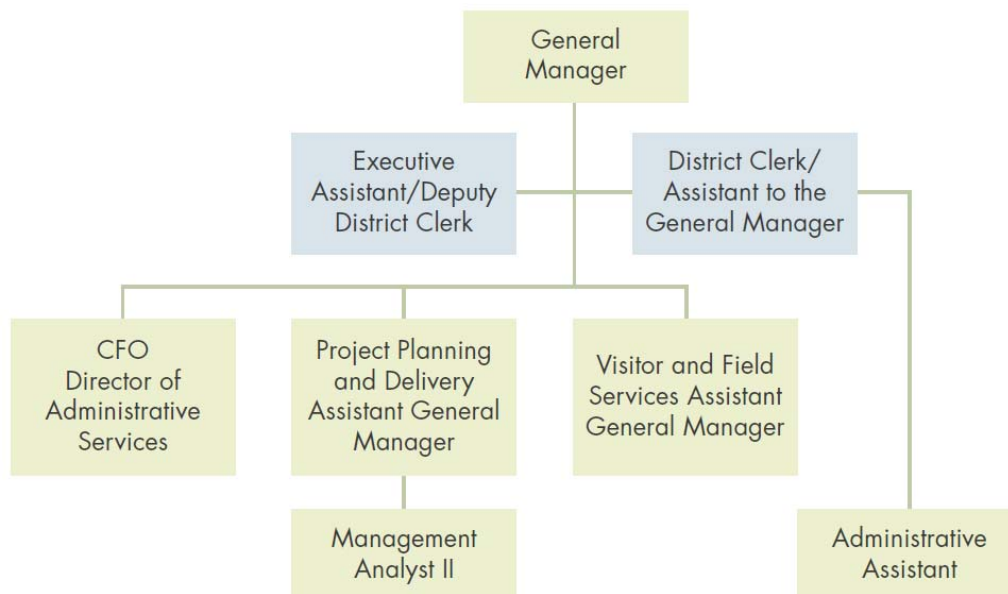 General
Manager
Executive
Assistant/Deputy
District Clerk
District Clerk/
Assistant to the
General Manager
CFO
Director of
Administrative
Services
Project Planning
and Delivery
Assistant General
Manager
Visitor and Field
Services Assistant
General Manager
Management
Analyst II
Administrative
Assistant